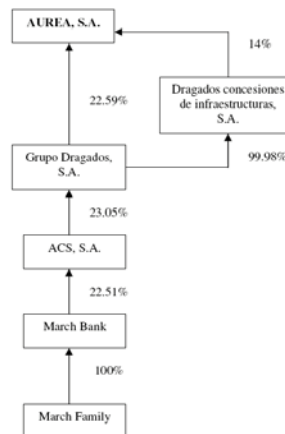 AUREA, S.A.
14%
22.59%
Dragados concesiones
de infraestructuras,
S.A.
Grupo Dragados,
S.A.
99.98%
23.05%
ACS, S.A.
22.51%
March Bank
100%
March Family